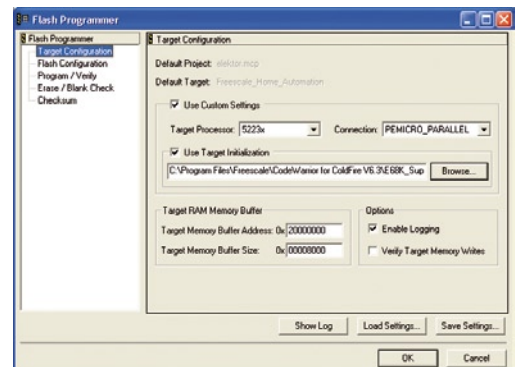 Flash Programmer
Flash Programmer
Target Configuration
Flash Configuration
Program / Verify
Erase / Blank Check
Checksum
Target Configuration
Default Project: elektor.mcp
Default Target: Freescale_Home_Automation
Use Custom Settings
Target Processor: 5223x Connection: PEMICRO_PARALLEL
Use Target Initialization
C:\Program Files\Freescale\CodeWarrior for ColdFire V6.3\E68K_Sup Browse...
Target RAM Memory Buffer
Target Memory Buffer Address: 0x 20000000
Target Memory Buffer Size: 0x 00008000
Options
Enable Logging
Verify Target Memory Writes
Show Log Load Settings... Save Settings...
OK Cancel